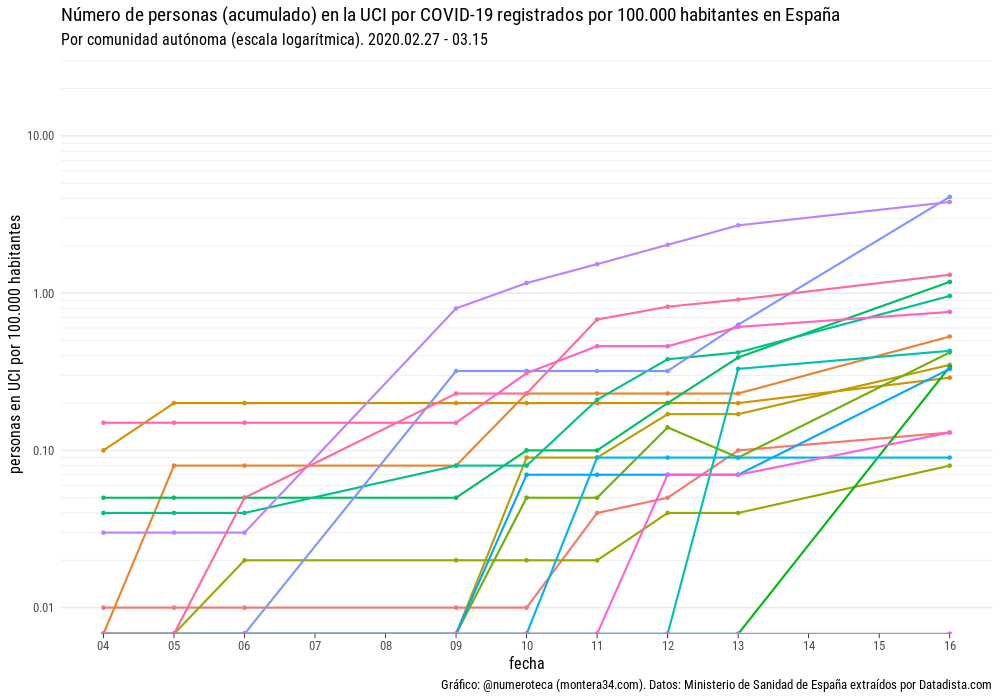 Número de personas (acumulado) en la UCI por COVID-19 registrados por 100.000 habitantes en España
Por comunidad autónoma (escala logarítmica). 2020.02.27 - 03.15
personas en UCI por 100.000 habitantes
10.00
1.00
0.10
0.01
04 05 06 07 08 09 10 11 12 13 04 15 16
fecha
Gráfico: @numeroteca (montera34.com). Datos: Ministerio de Sanidad de España extraídos por Datadista.com